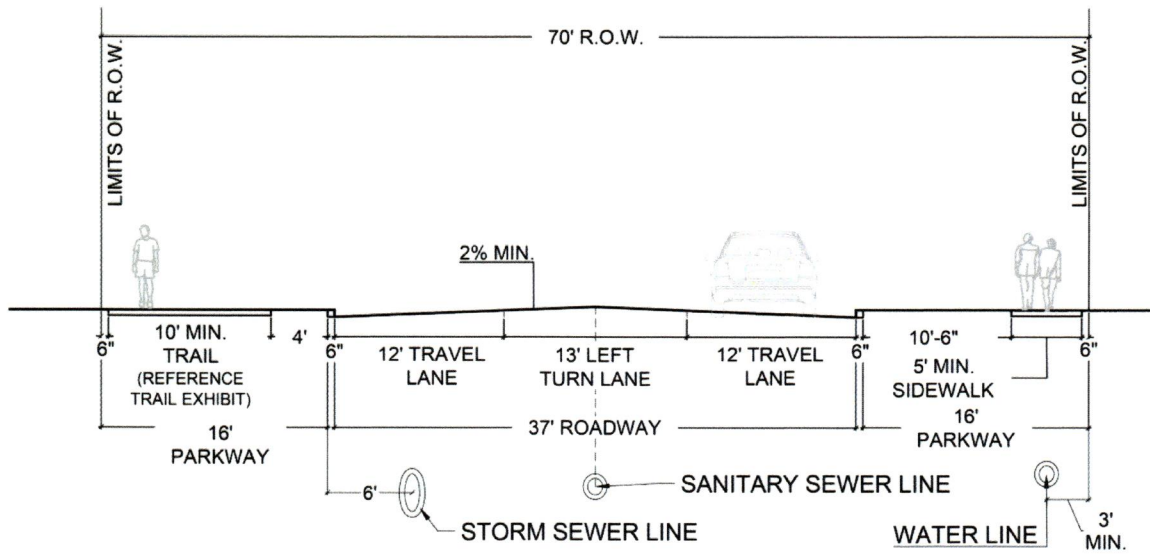 70' R.O.W.
LIMITS OF R.O.W.
LIMITS OF R.O.W.
2% MIN.
6"
10' MIN.
TRAIL
(REFERENCE
TRAIL EXHIBIT)
4'
6"
12' TRAVEL
LANE
13' LEFT
TURN LANE
12' TRAVEL
LANE
6"
10'-6"
6"
5' MIN.
SIDEWALK
16'
PARKWAY
37' ROADWAY
16'
PARKWAY
6'
STORM SEWER LINE
SANITARY SEWER LINE
WATER LINE
3'
MIN.